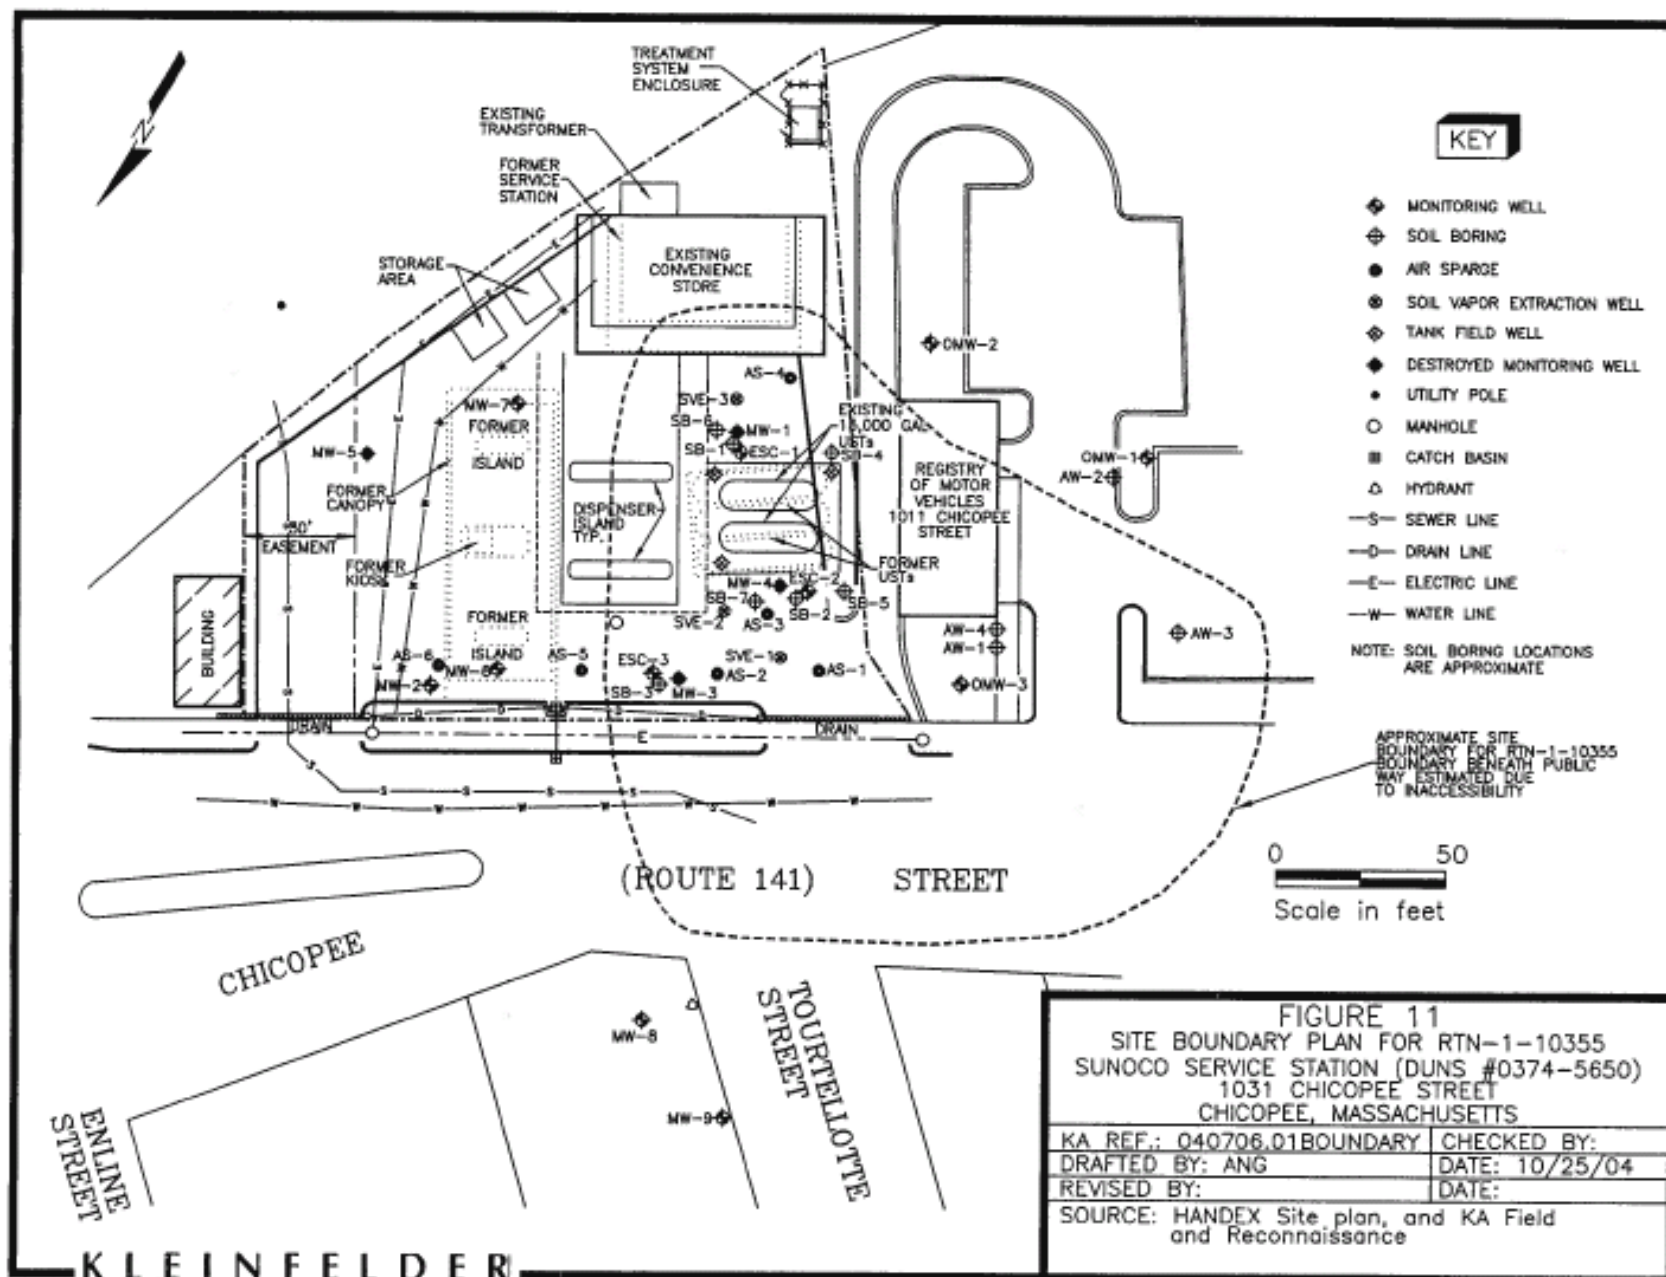 TREATMENT
SYSTEM
ENCLOSURE
N
EXISTING
TRANSFORMER
FORMER
SERVICE
STATION
STORAGE
AREA
EXISTING
CONVENIENCE
STORE
KEY
MONITORING WELL
SOIL BORING
AIR SPARGE
SOIL VAPOR EXTRACTION WELL
TANK FIELD WELL
DESTROYED MONITORING WELL
UTILITY POLE
MANHOLE
CATCH BASIN
HYDRANT
S SEWER LINE
D DRAIN LINE
E ELECTRIC LINE
W WATER LINE
NOTE: SOIL BORING LOCATIONS
ARE APPROXIMATE
OMW-2
AS-4
SVE-3
SB-6
MW-1
SB-1
ESC-1
EXISTING
USTs
SB-4
MW-7
FORMER
ISLAND
MW-5
FORMER
CANOPY
DISPENSER
ISLAND
TYP.
REGISTRY
OF MOTOR
VEHICLES
1011 CHICOPEE
STREET
OMW-1
AW-2
30'
EASEMENT
FORMER
KIOSK
FORMER
USTs
BUILDING
MW-4
ESC-2
SB-7
SB-2
SB-5
SVE-2
AS-3
FORMER
ISLAND
AS-6
MW-6
MW-2
AS-5
ESC-3
SB-3
MW-3
SVE-1
AS-2
AS-1
AW-4
AW-1
AW-3
OMW-3
DRAIN
DRAIN
E
APPROXIMATE SITE
BOUNDARY FOR RTN-1-10355
BOUNDARY BENEATH PUBLIC
WAY ESTIMATED DUE
TO INACCESSIBILITY
0 50
Scale in feet
(ROUTE 141) STREET
CHICOPEE
TOURTELLOTTE
STREET
MW-8
MW-9
ENLINE
STREET
FIGURE 11
SITE BOUNDARY PLAN FOR RTN-1-10355
SUNOCO SERVICE STATION (DUNS #0374-5650)
1031 CHICOPEE STREET
CHICOPEE, MASSACHUSETTS
KA REF.: 040706.01BOUNDARY CHECKED BY:
DRAFTED BY: ANG DATE: 10/25/04
REVISED BY: DATE:
SOURCE: HANDEX Site plan, and KA Field
and Reconnaissance
KLEINFELDER